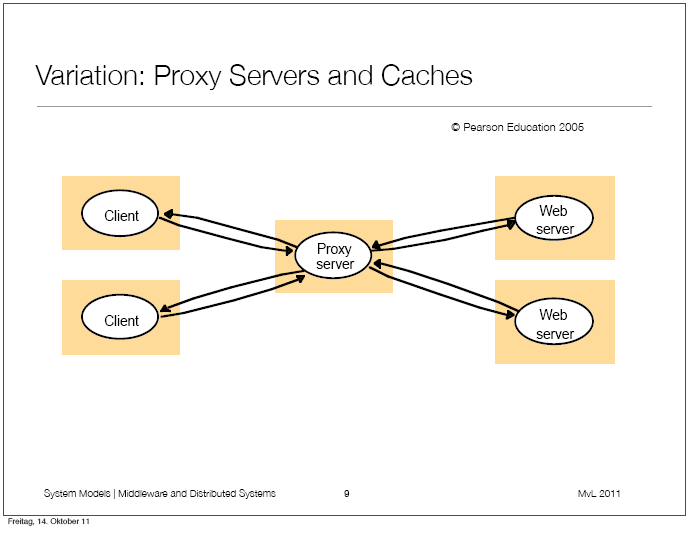 Variation: Proxy Servers and Caches
© Pearson Education 2005
Client
Web
server
Proxy
server
Client
Web
server
System Models | Middleware and Distributed Systems
9
MvL 2011
Freitag, 14. Oktober 11